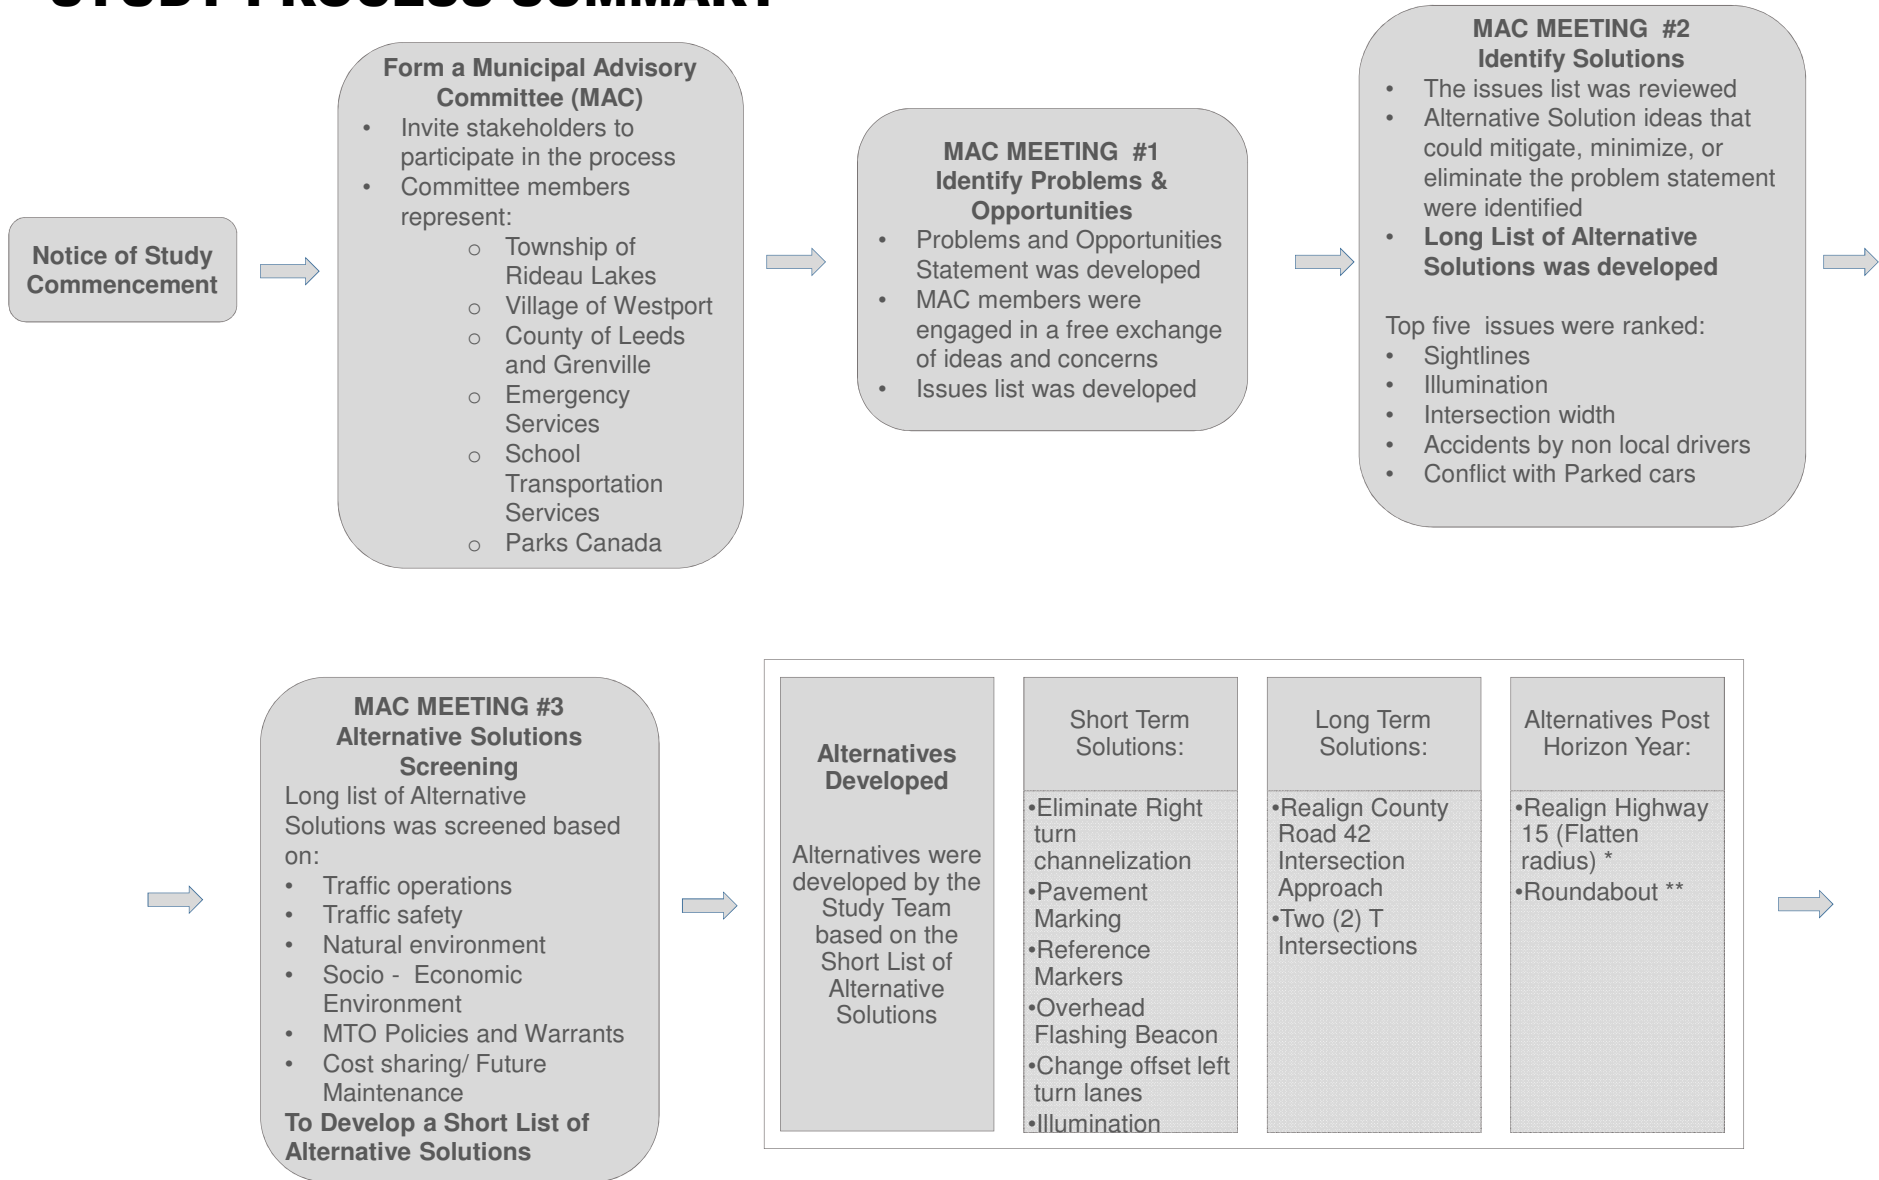 STUDY PROCESS SUMMARY
Notice of Study
Commencement
Form a Municipal Advisory
Committee (MAC)
• Invite stakeholders to
participate in the process
• Committee members
represent:
o Township of
Rideau Lakes
o Village of Westport
o County of Leeds
and Grenville
o Emergency
Services
o School
Transportation
Services
o Parks Canada
MAC MEETING #1
Identify Problems &
Opportunities
• Problems and Opportunities
Statement was developed
• MAC members were
engaged in a free exchange
of ideas and concerns
• Issues list was developed
MAC MEETING #2
Identify Solutions
• The issues list was reviewed
• Alternative Solution ideas that
could mitigate, minimize, or
eliminate the problem statement
were identified
• Long List of Alternative
Solutions was developed
Top five issues were ranked:
• Sightlines
• Illumination
• Intersection width
• Accidents by non local drivers
• Conflict with Parked cars
MAC MEETING #3
Alternative Solutions
Screening
Long list of Alternative
Solutions was screened based
on:
• Traffic operations
• Traffic safety
• Natural environment
• Socio - Economic
Environment
• MTO Policies and Warrants
• Cost sharing/ Future
Maintenance
To Develop a Short List of
Alternative Solutions
Alternatives
Developed
Alternatives were
developed by the
Study Team
based on the
Short List of
Alternative
Solutions
Short Term
Solutions:
•Eliminate Right
turn
channelization
•Pavement
Marking
•Reference
Markers
•Overhead
Flashing Beacon
•Change offset left
turn lanes
•Illumination
Long Term
Solutions:
•Realign County
Road 42
Intersection
Approach
•Two (2) T
Intersections
Alternatives Post
Horizon Year:
•Realign Highway
15 (Flatten
radius) *
•Roundabout **